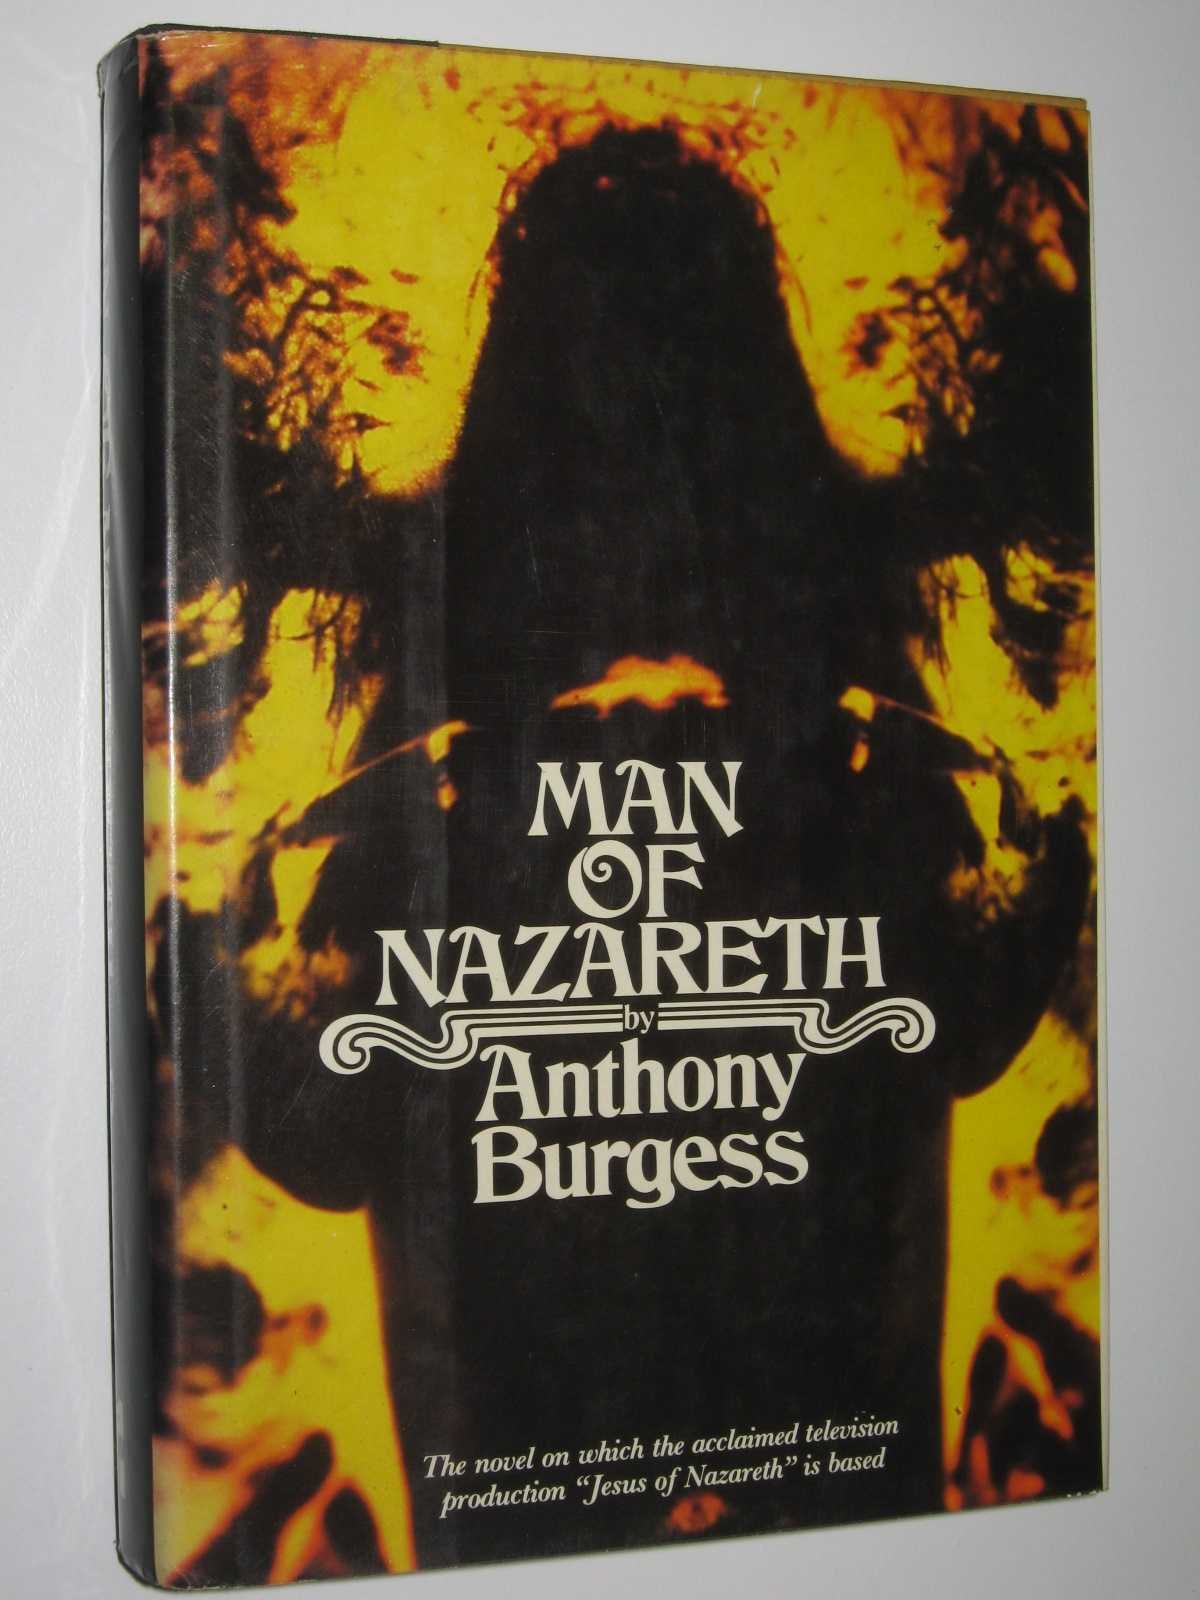 MAN
OF
NAZARETH
by
Anthony
Burgess
The novel on which the acclaimed television
production “Jesus of Nazareth” is based